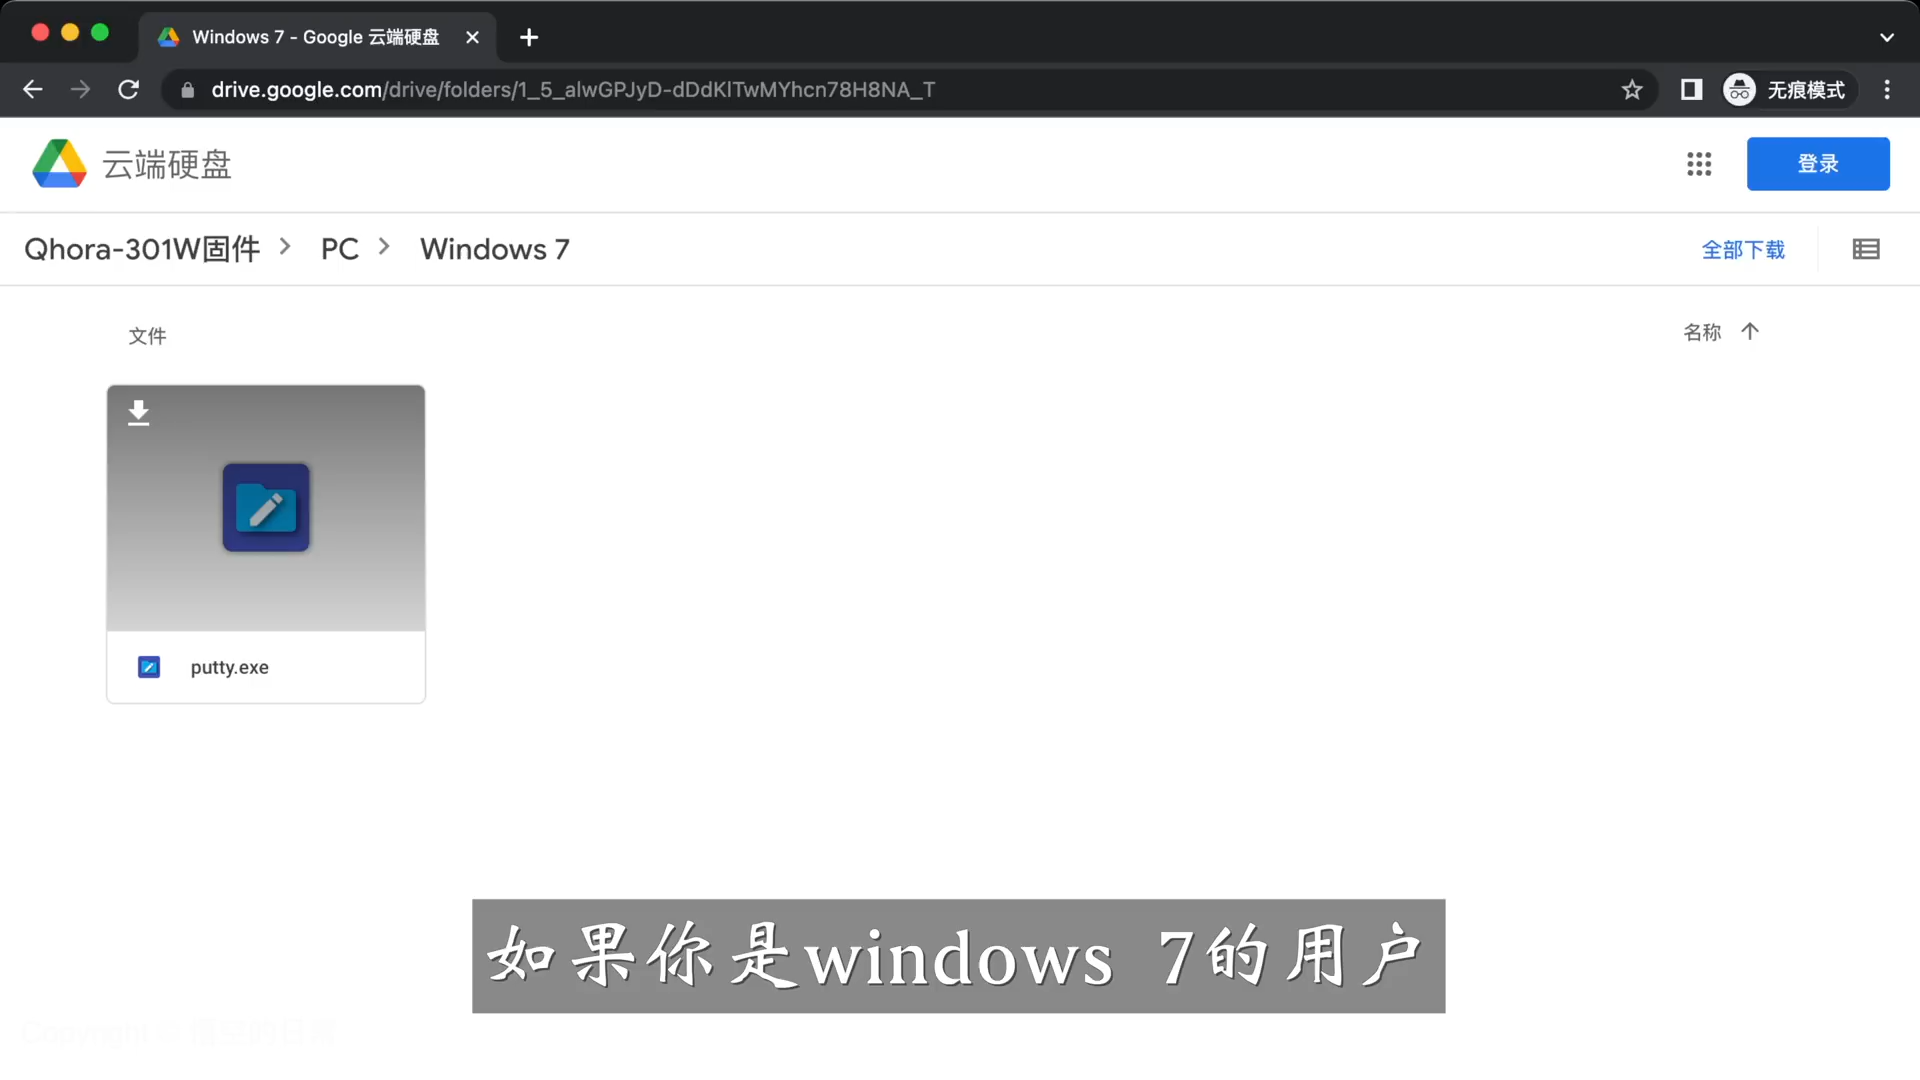 Windows 7 - Google 云端硬盘
drive.google.com/drive/folders/1_5_alwGPJyD-dDdKlTwMYhcn78H8NA_T
无痕模式
云端硬盘
登录
Qhora-301W固件 > PC > Windows 7
全部下载
文件
名称
putty.exe
如果你是windows 7的用户